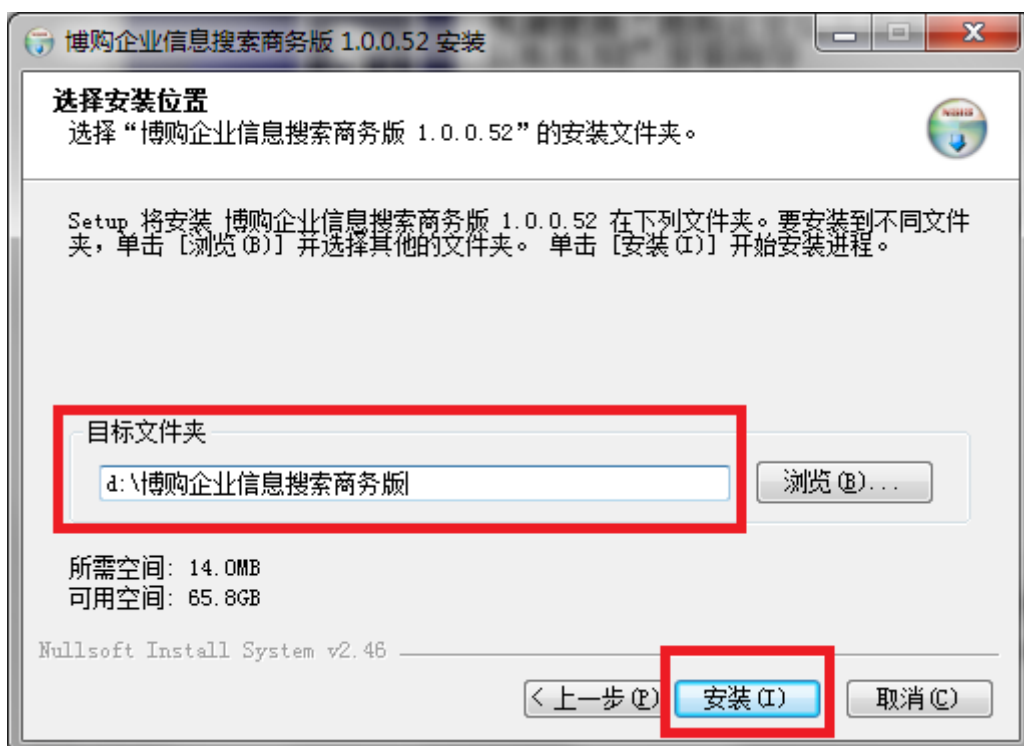 博购企业信息搜索商务版 1.0.0.52 安装
选择安装位置
选择“博购企业信息搜索商务版 1.0.0.52”的安装文件夹。
Setup 将安装 博购企业信息搜索商务版 1.0.0.52 在下列文件夹。要安装到不同文件
夹，单击 [浏览(B)] 并选择其他的文件夹。 单击 [安装(I)] 开始安装进程。
目标文件夹
d:\博购企业信息搜索商务版
浏览(B)...
所需空间: 14.0MB
可用空间: 65.8GB
Nullsoft Install System v2.46
< 上一步(P)
安装(I)
取消(C)